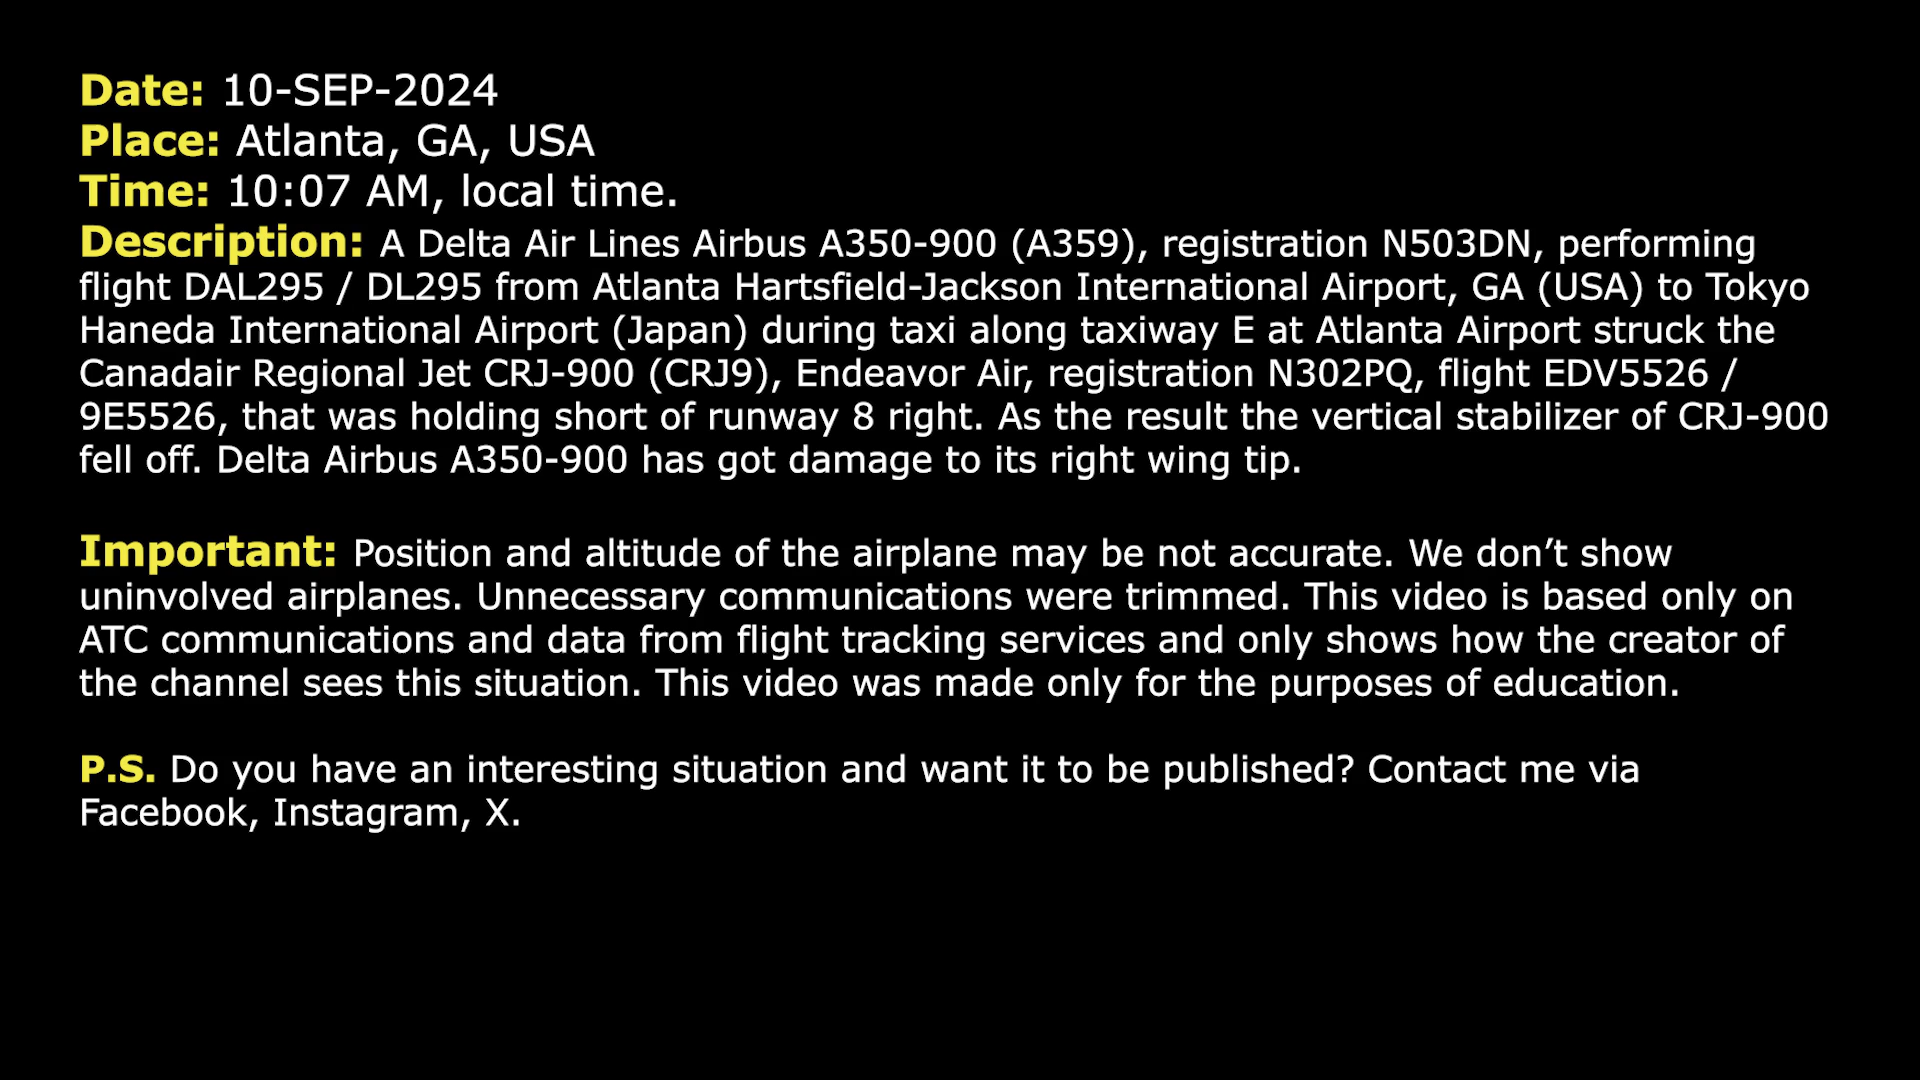 Date: 10-SEP-2024
Place: Atlanta, GA, USA
Time: 10:07 AM, local time.
Description: A Delta Air Lines Airbus A350-900 (A359), registration N503DN, performing
flight DAL295 / DL295 from Atlanta Hartsfield-Jackson International Airport, GA (USA) to Tokyo
Haneda International Airport (Japan) during taxi along taxiway E at Atlanta Airport struck the
Canadair Regional Jet CRJ-900 (CRJ9), Endeavor Air, registration N302PQ, flight EDV5526 /
9E5526, that was holding short of runway 8 right. As the result the vertical stabilizer of CRJ-900
fell off. Delta Airbus A350-900 has got damage to its right wing tip.
Important: Position and altitude of the airplane may be not accurate. We don’t show
uninvolved airplanes. Unnecessary communications were trimmed. This video is based only on
ATC communications and data from flight tracking services and only shows how the creator of
the channel sees this situation. This video was made only for the purposes of education.
P.S. Do you have an interesting situation and want it to be published? Contact me via
Facebook, Instagram, X.